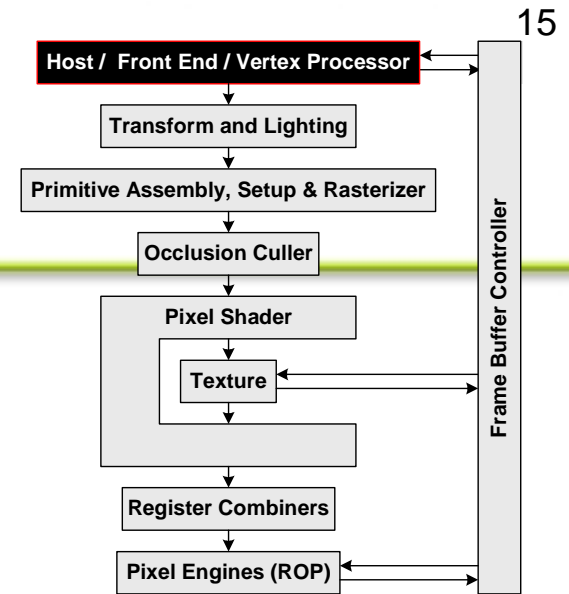 15
Host / Front End / Vertex Processor
Transform and Lighting
Primitive Assembly, Setup & Rasterizer
Occlusion Culler
Pixel Shader
Texture
Register Combiners
Pixel Engines (ROP)
Frame Buffer Controller